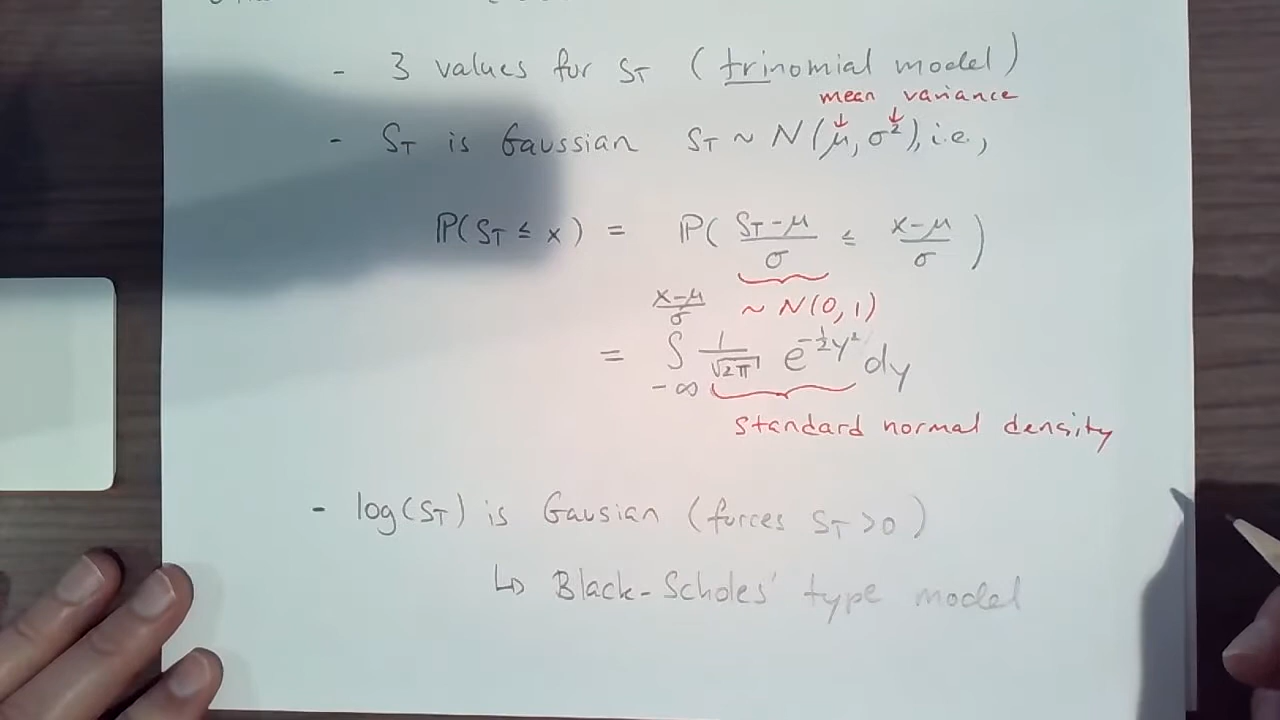 - 3 values for S_T (trinomial model)
mean variance
- S_T is Gaussian S_T ~ N(μ, σ²), i.e.,
P(S_T ≤ x) = P( (S_T - μ)/σ ≤ (x - μ)/σ )
~ N(0, 1)
= ∫_{-∞}^{(x-μ)/σ} 1/√(2π) e^{-½y²} dy
standard normal density
- log(S_T) is Gausian (forces S_T > 0)
↳ Black-Scholes' type model